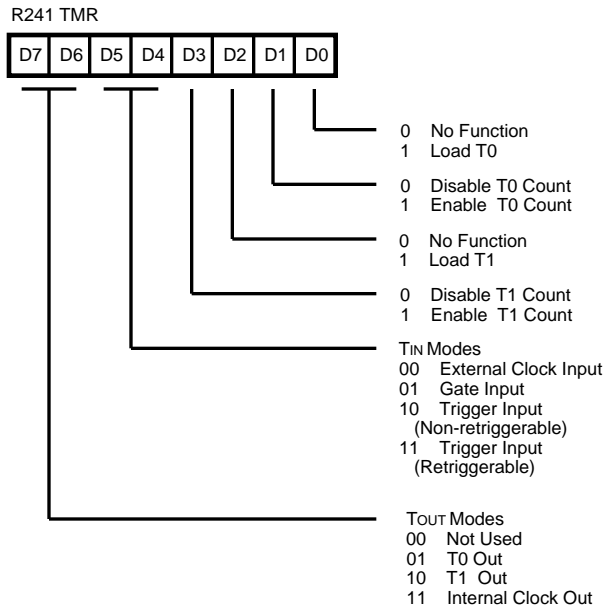 R241 TMR
D7 D6 D5 D4 D3 D2 D1 D0
0 No Function
1 Load T0
0 Disable T0 Count
1 Enable T0 Count
0 No Function
1 Load T1
0 Disable T1 Count
1 Enable T1 Count
TIN Modes
00 External Clock Input
01 Gate Input
10 Trigger Input
(Non-retriggerable)
11 Trigger Input
(Retriggerable)
TOUT Modes
00 Not Used
01 T0 Out
10 T1 Out
11 Internal Clock Out